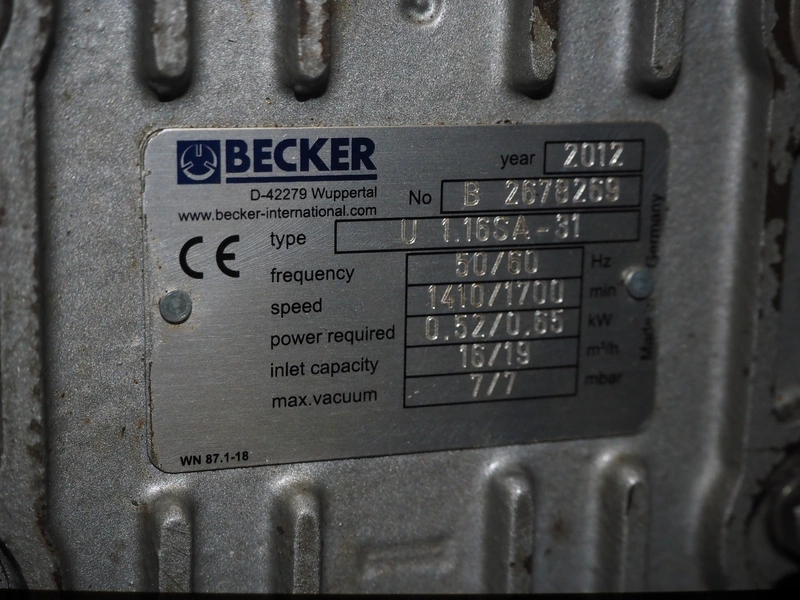 BECKER
year 2012
D-42279 Wuppertal
No B 2678269
www.becker-international.com
type U 1.16SA-31
CE
frequency 50/60 Hz
speed 1410/1700 min
power required 0.52/0.65 kW
inlet capacity 16/19 m³/h
max.vacuum 7/7 mbar
Made Germany
WN 87.1-18